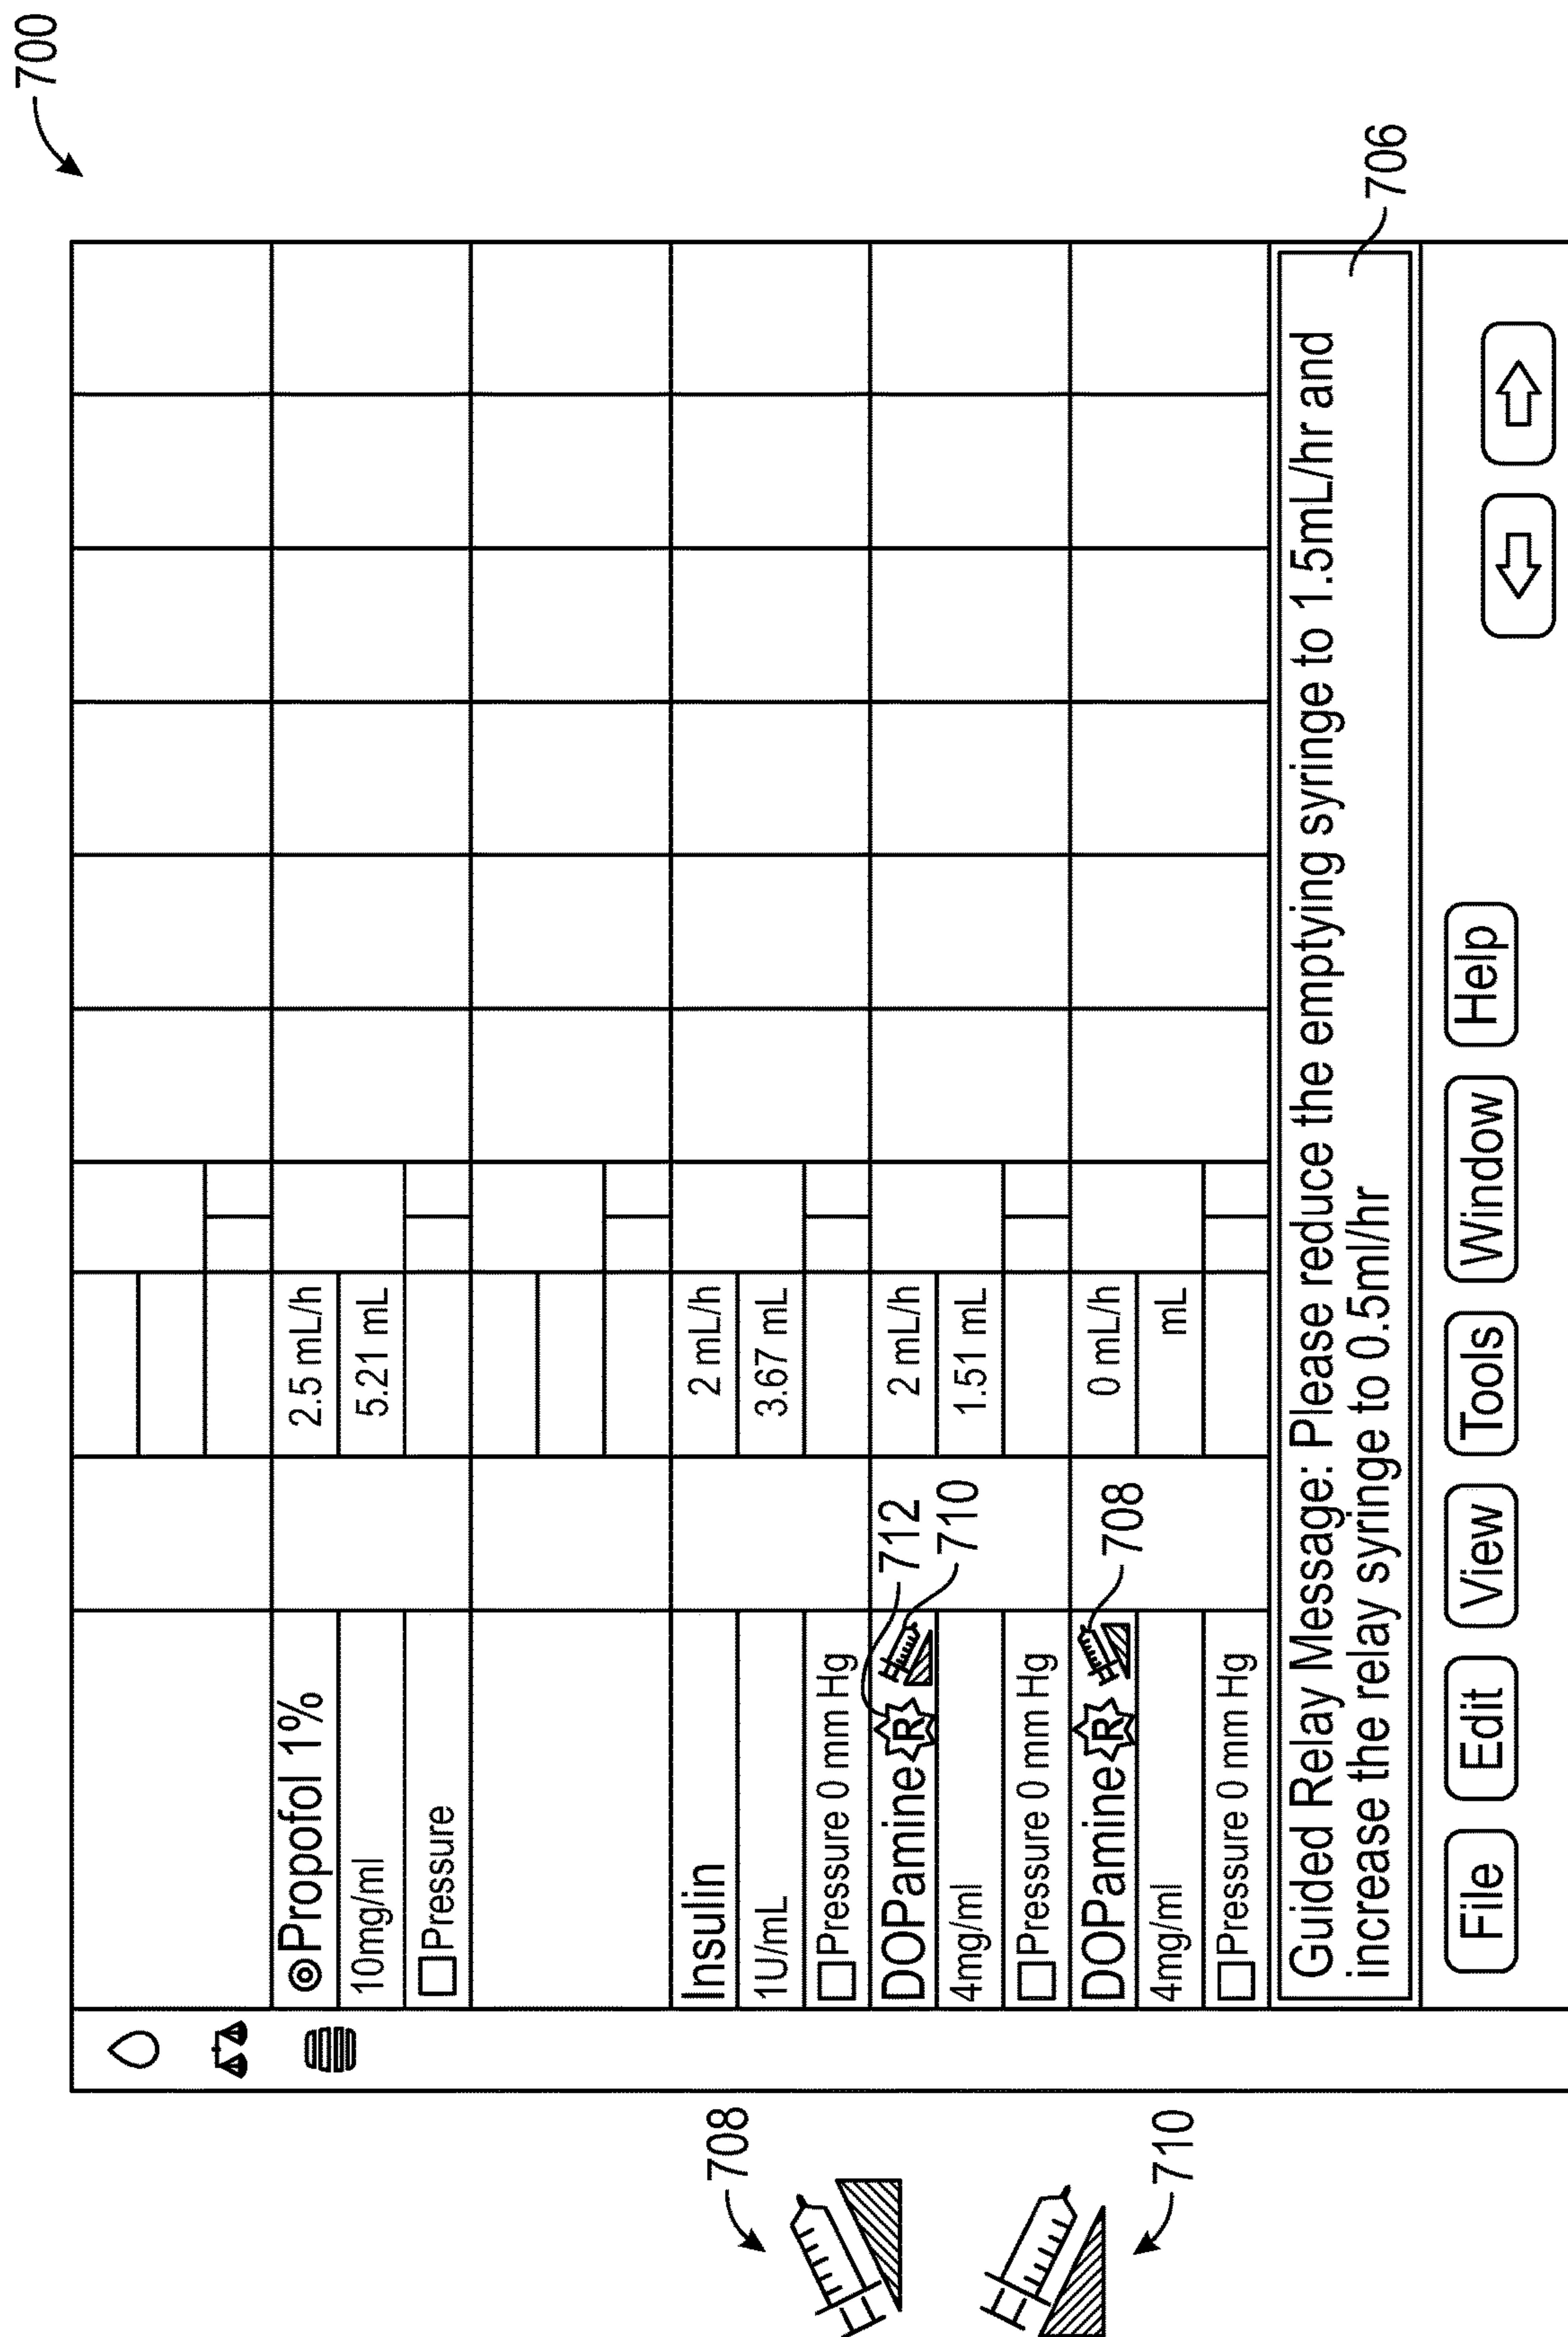 700
Propofol 1%
2.5 mL/h
10mg/ml
5.21 mL
Pressure
Insulin
2 mL/h
1U/mL
3.67 mL
Pressure 0 mm Hg
712
DOPamine R
710
2 mL/h
4mg/ml
1.51 mL
Pressure 0 mm Hg
DOPamine R
708
0 mL/h
4mg/ml
mL
Pressure 0 mm Hg
Guided Relay Message: Please reduce the emptying syringe to 1.5mL/hr and
increase the relay syringe to 0.5ml/hr
706
File Edit View Tools Window Help
708
710